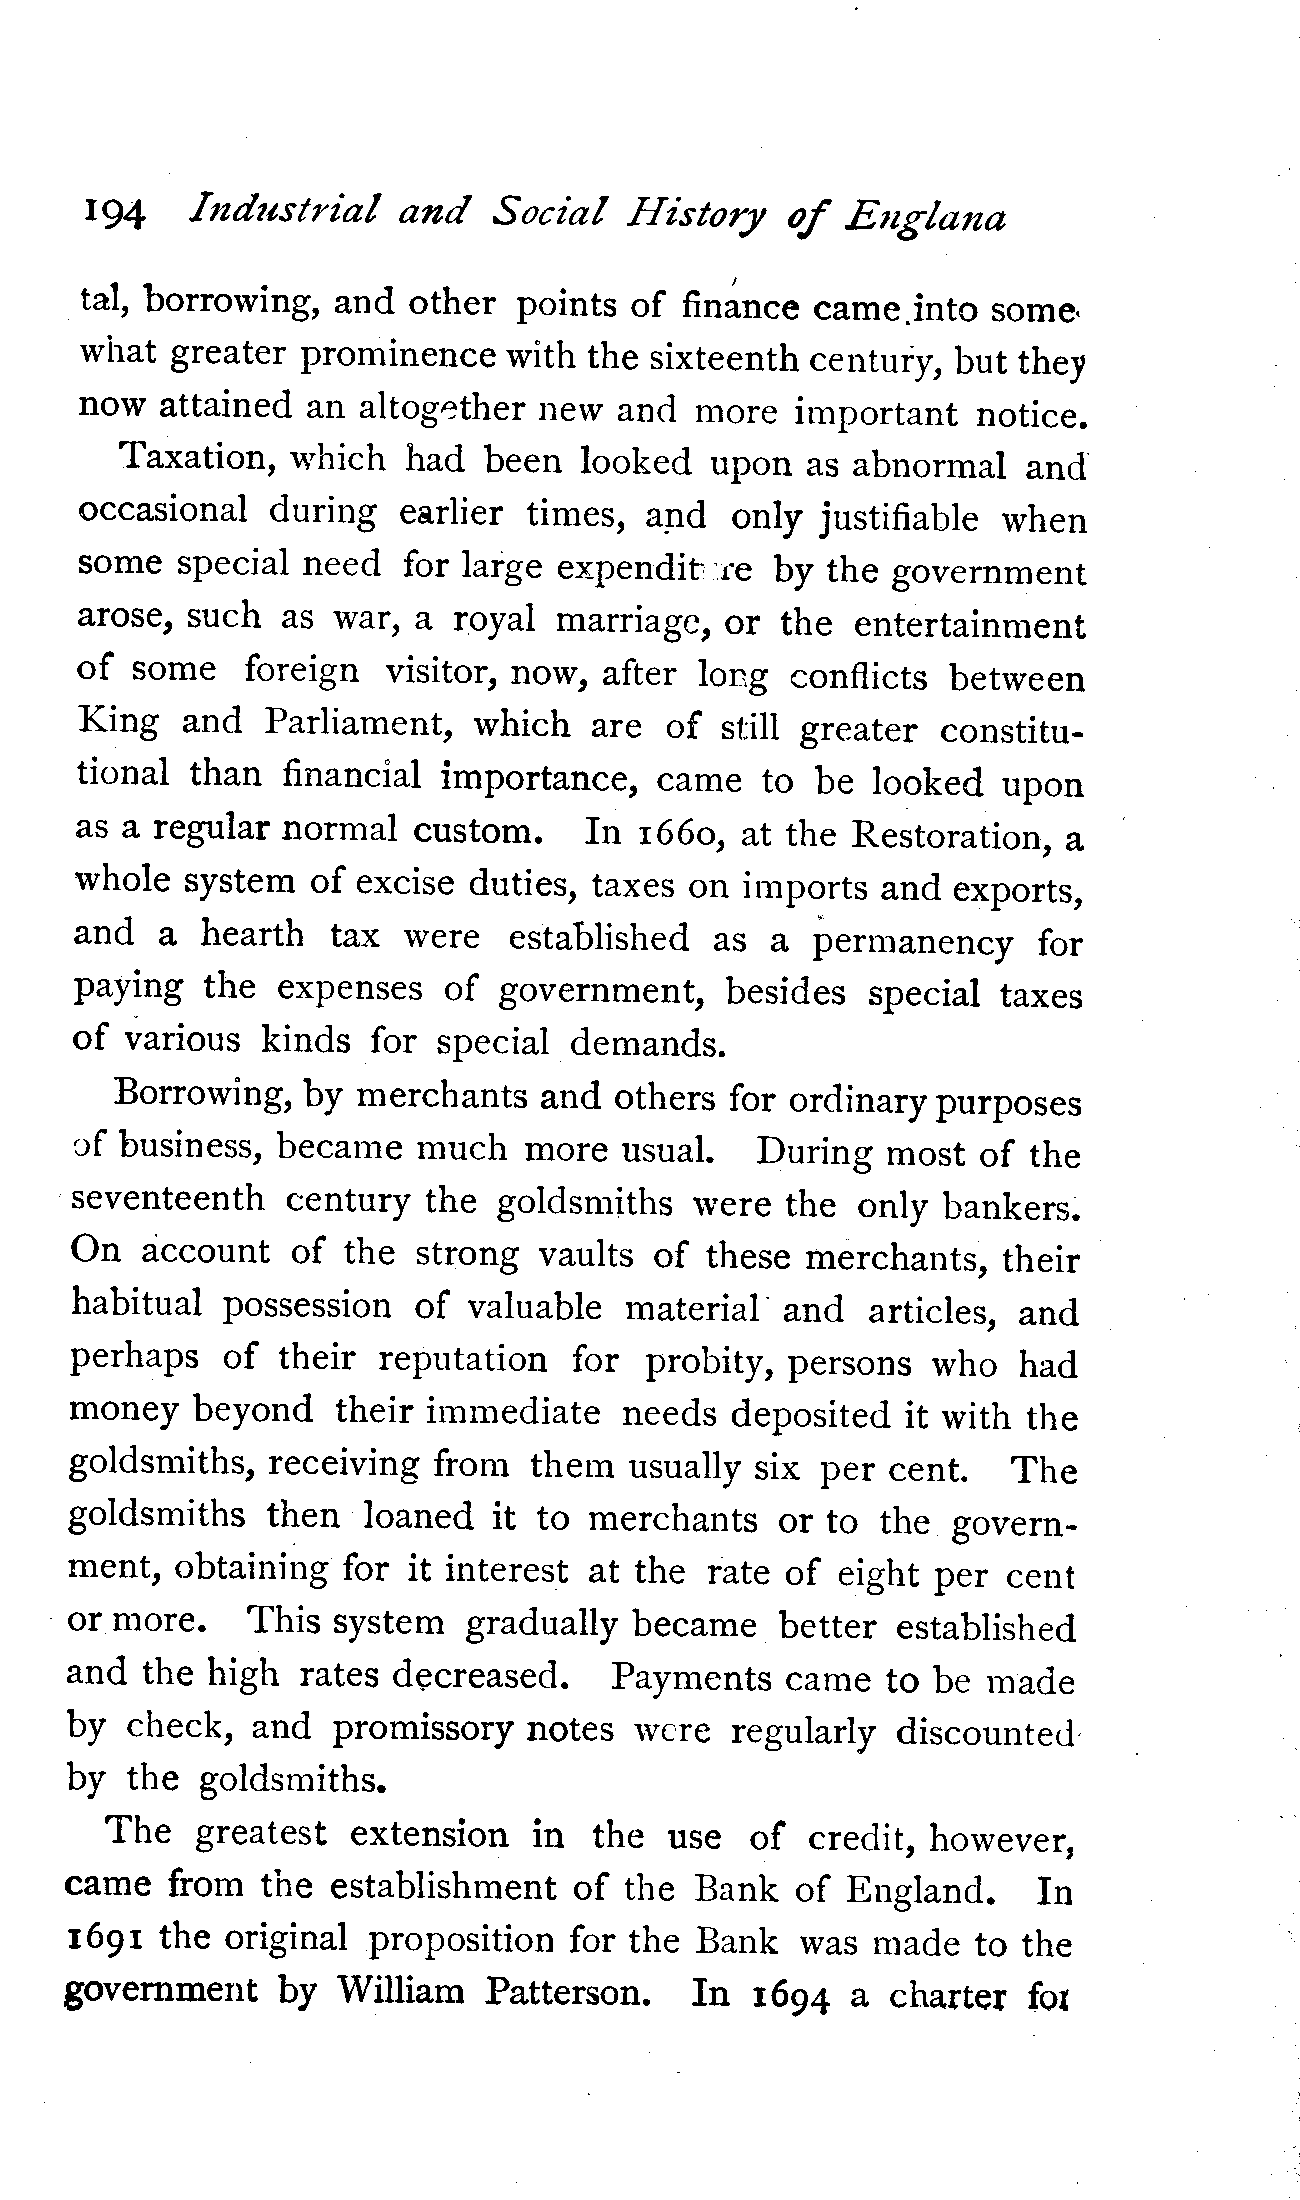 194 Industrial and Social History of England
tal, borrowing, and other points of finance came into some-
what greater prominence with the sixteenth century, but they
now attained an altogether new and more important notice.
Taxation, which had been looked upon as abnormal and
occasional during earlier times, and only justifiable when
some special need for large expenditure by the government
arose, such as war, a royal marriage, or the entertainment
of some foreign visitor, now, after long conflicts between
King and Parliament, which are of still greater constitu-
tional than financial importance, came to be looked upon
as a regular normal custom. In 1660, at the Restoration, a
whole system of excise duties, taxes on imports and exports,
and a hearth tax were established as a permanency for
paying the expenses of government, besides special taxes
of various kinds for special demands.
Borrowing, by merchants and others for ordinary purposes
of business, became much more usual. During most of the
seventeenth century the goldsmiths were the only bankers.
On account of the strong vaults of these merchants, their
habitual possession of valuable material and articles, and
perhaps of their reputation for probity, persons who had
money beyond their immediate needs deposited it with the
goldsmiths, receiving from them usually six per cent. The
goldsmiths then loaned it to merchants or to the govern-
ment, obtaining for it interest at the rate of eight per cent
or more. This system gradually became better established
and the high rates decreased. Payments came to be made
by check, and promissory notes were regularly discounted
by the goldsmiths.
The greatest extension in the use of credit, however,
came from the establishment of the Bank of England. In
1691 the original proposition for the Bank was made to the
government by William Patterson. In 1694 a charter for